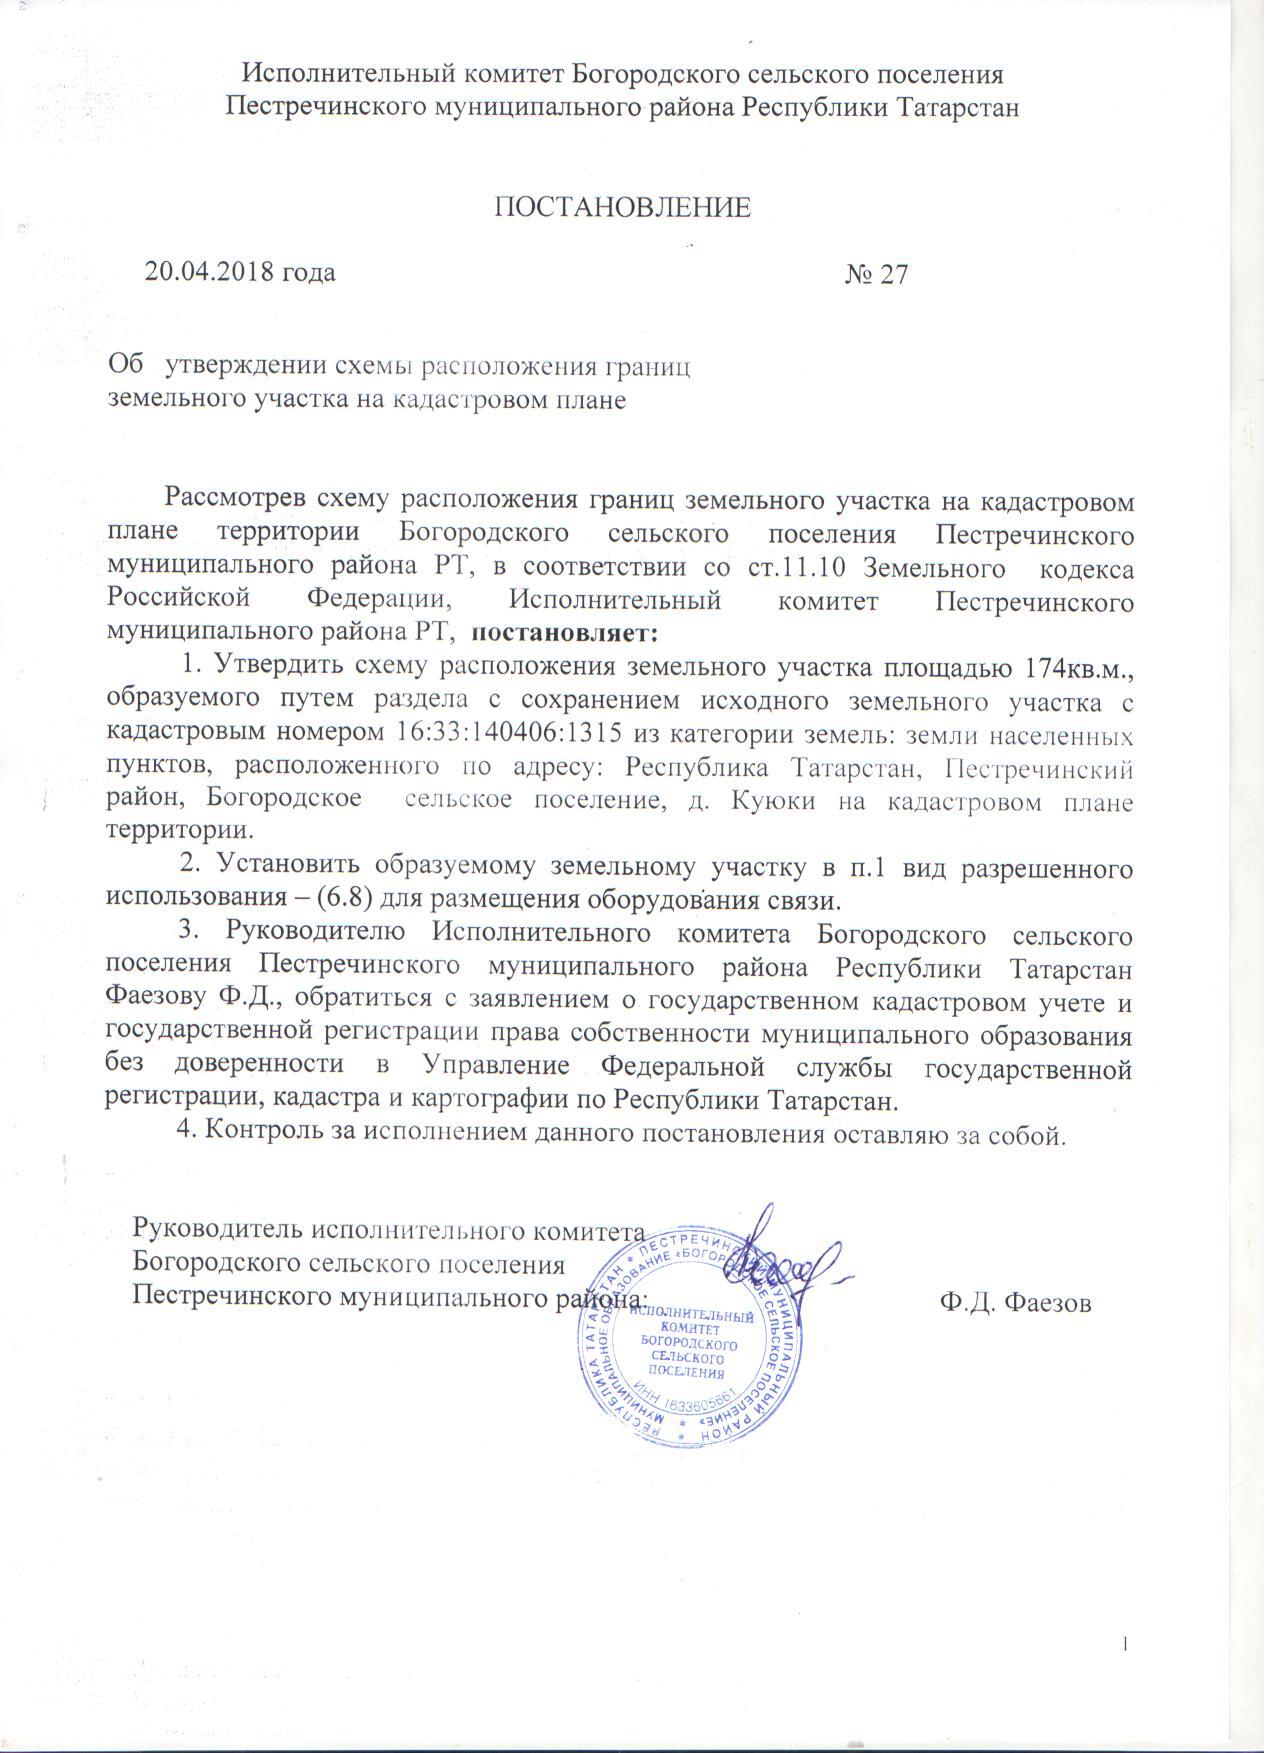 Исполнительный комитет Богородского сельского поселения
Пестречинского муниципального района Республики Татарстан
ПОСТАНОВЛЕНИЕ
20.04.2018 года № 27
Об утверждении схемы расположения границ
земельного участка на кадастровом плане
Рассмотрев схему расположения границ земельного участка на кадастровом
плане территории Богородского сельского поселения Пестречинского
муниципального района РТ, в соответствии со ст.11.10 Земельного кодекса
Российской Федерации, Исполнительный комитет Пестречинского
муниципального района РТ, постановляет:
1. Утвердить схему расположения земельного участка площадью 174кв.м.,
образуемого путем раздела с сохранением исходного земельного участка с
кадастровым номером 16:33:140406:1315 из категории земель: земли населенных
пунктов, расположенного по адресу: Республика Татарстан, Пестречинский
район, Богородское сельское поселение, д. Куюки на кадастровом плане
территории.
2. Установить образуемому земельному участку в п.1 вид разрешенного
использования – (6.8) для размещения оборудования связи.
3. Руководителю Исполнительного комитета Богородского сельского
поселения Пестречинского муниципального района Республики Татарстан
Фаезову Ф.Д., обратиться с заявлением о государственном кадастровом учете и
государственной регистрации права собственности муниципального образования
без доверенности в Управление Федеральной службы государственной
регистрации, кадастра и картографии по Республики Татарстан.
4. Контроль за исполнением данного постановления оставляю за собой.
Руководитель исполнительного комитета
Богородского сельского поселения
Пестречинского муниципального района:
Ф.Д. Фаезов
РЕСПУБЛИКА ТАТАРСТАН * ПЕСТРЕЧИНСКИЙ МУНИЦИПАЛЬНЫЙ РАЙОН *
МУНИЦИПАЛЬНОЕ ОБРАЗОВАНИЕ «БОГОРОДСКОЕ СЕЛЬСКОЕ ПОСЕЛЕНИЕ» *
ИСПОЛНИТЕЛЬНЫЙ
КОМИТЕТ
БОГОРОДСКОГО
СЕЛЬСКОГО
ПОСЕЛЕНИЯ
ИНН 1633605661
1